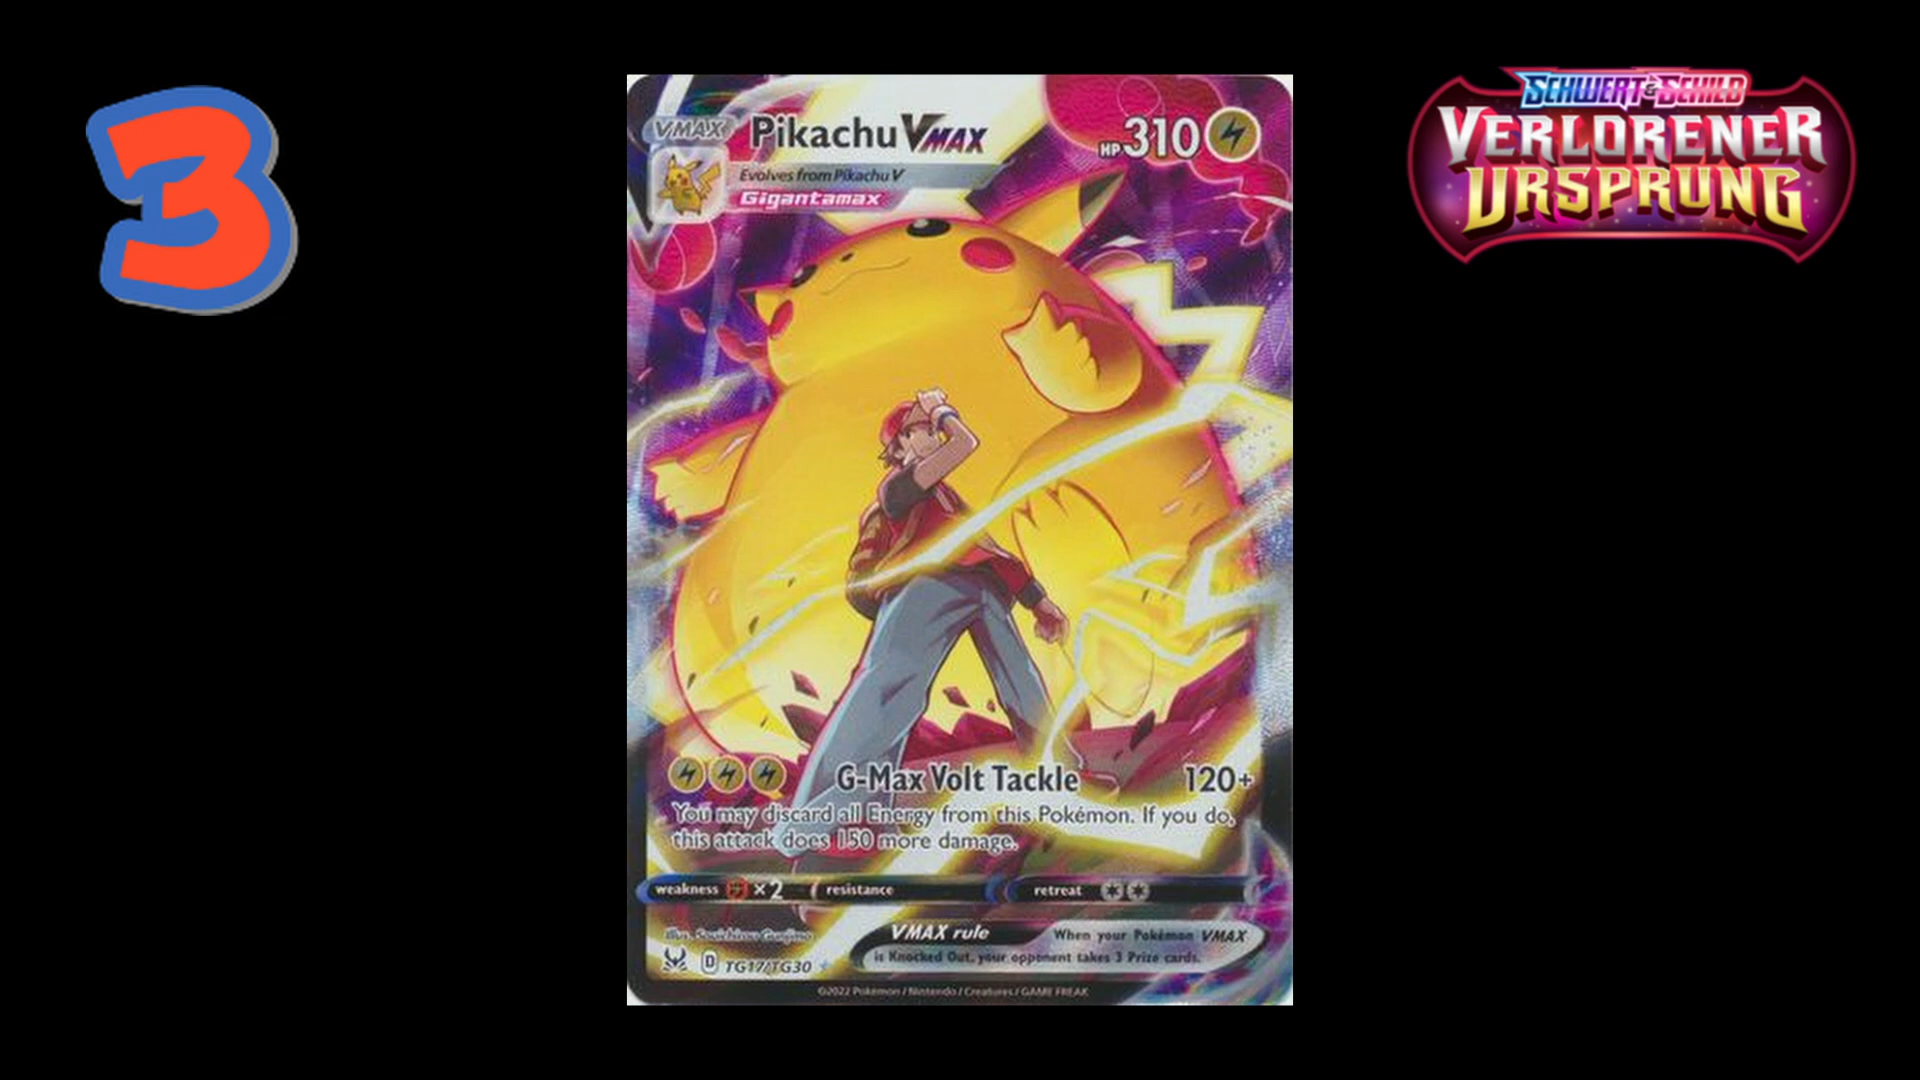 3
SCHWERT & SCHILD
VERLORENER
URSPRUNG
VMAX Pikachu VMAX HP 310
Evolves from Pikachu V
Gigantamax
G-Max Volt Tackle 120+
You may discard all Energy from this Pokémon. If you do,
this attack does 150 more damage.
weakness ×2 resistance retreat
Illus. Souichirou Gunjima
VMAX rule When your Pokémon VMAX
is Knocked Out, your opponent takes 3 Prize cards.
D TG17/TG30
©2022 Pokémon / Nintendo / Creatures / GAME FREAK